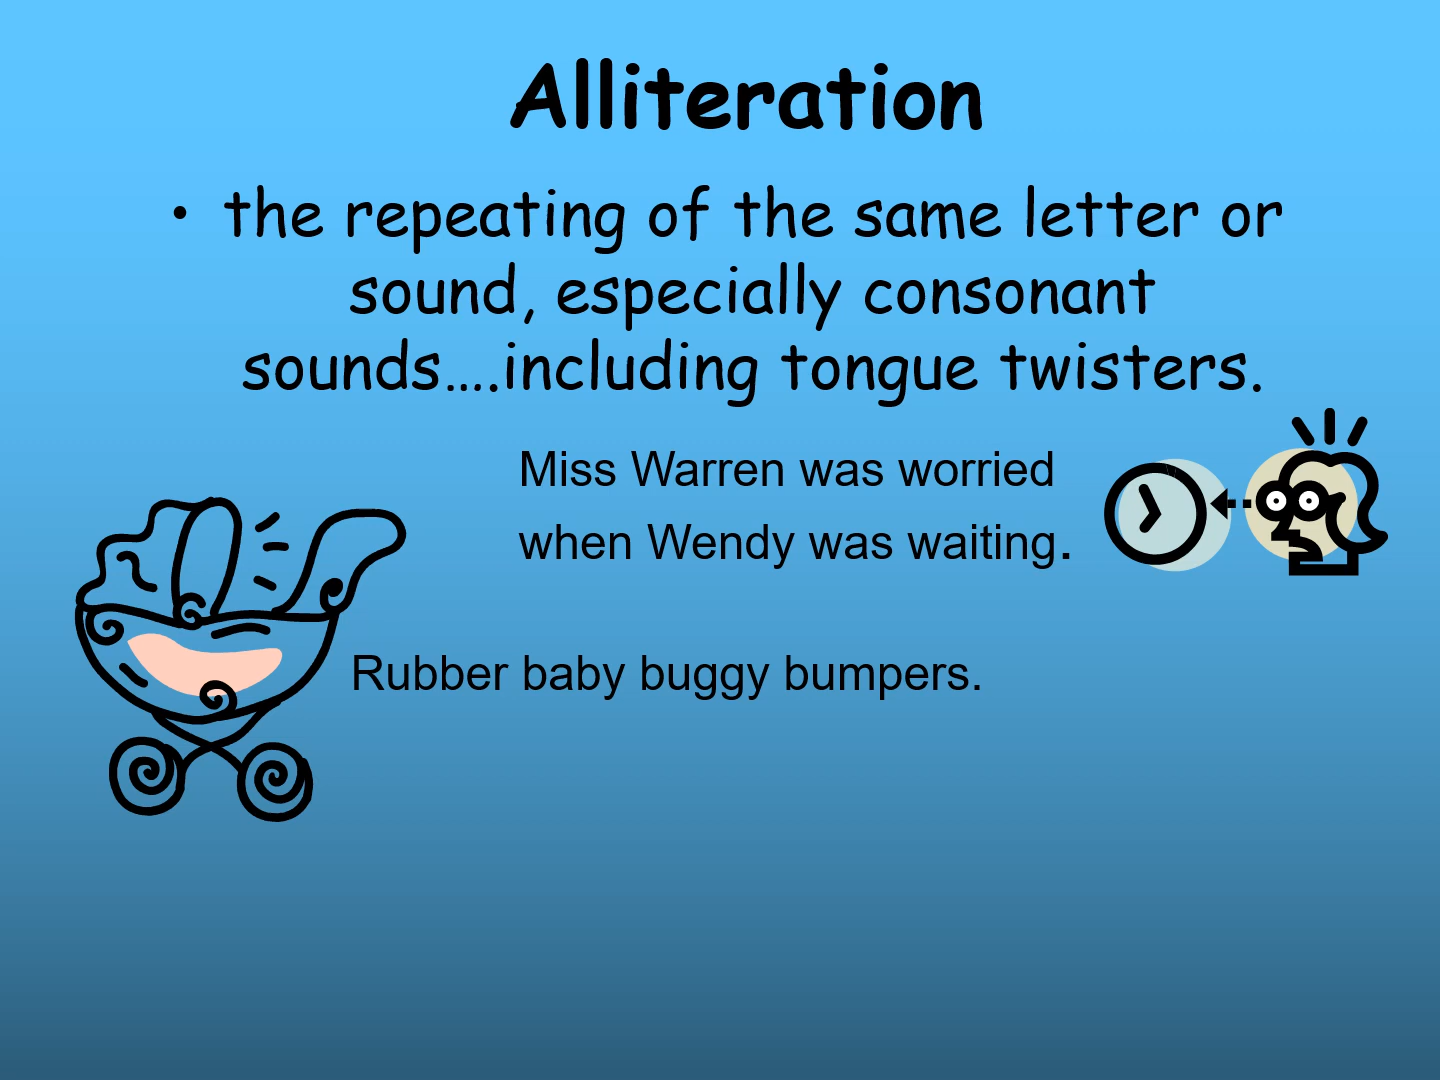 Alliteration
• the repeating of the same letter or
sound, especially consonant
sounds….including tongue twisters.
Miss Warren was worried
when Wendy was waiting.
Rubber baby buggy bumpers.